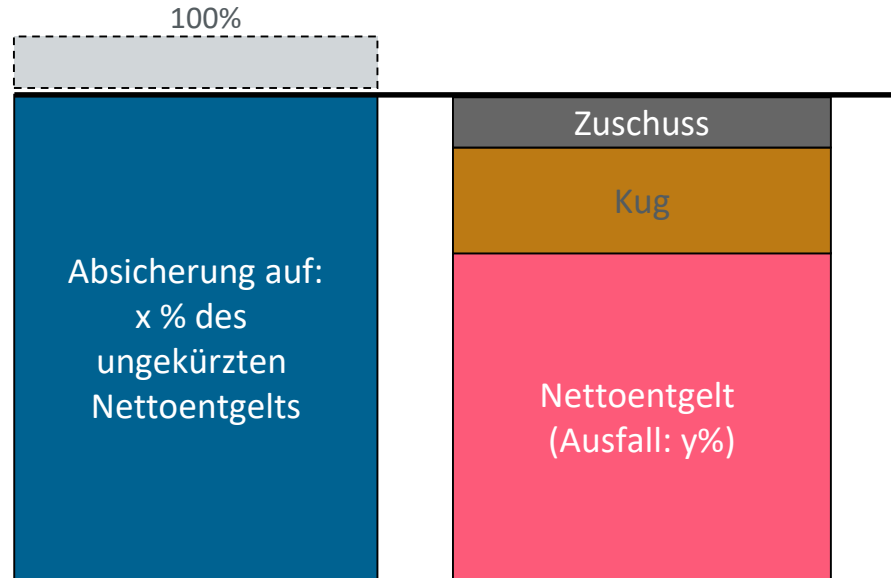 100%
Absicherung auf:
x % des
ungekürzten
Nettoentgelts
Zuschuss
Kug
Nettoentgelt
(Ausfall: y%)